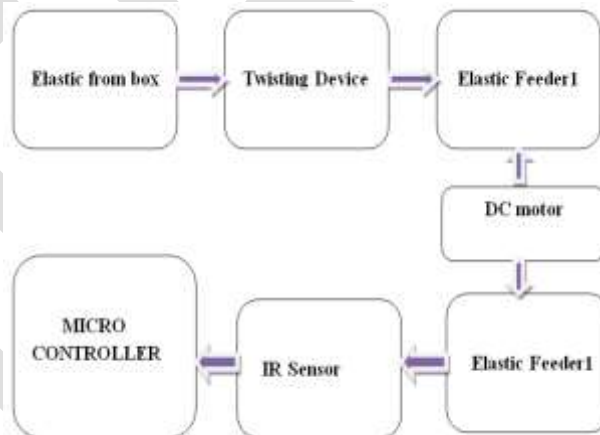 Elastic from box
Twisting Device
Elastic Feeder1
DC motor
MICRO
CONTROLLER
IR Sensor
Elastic Feeder1